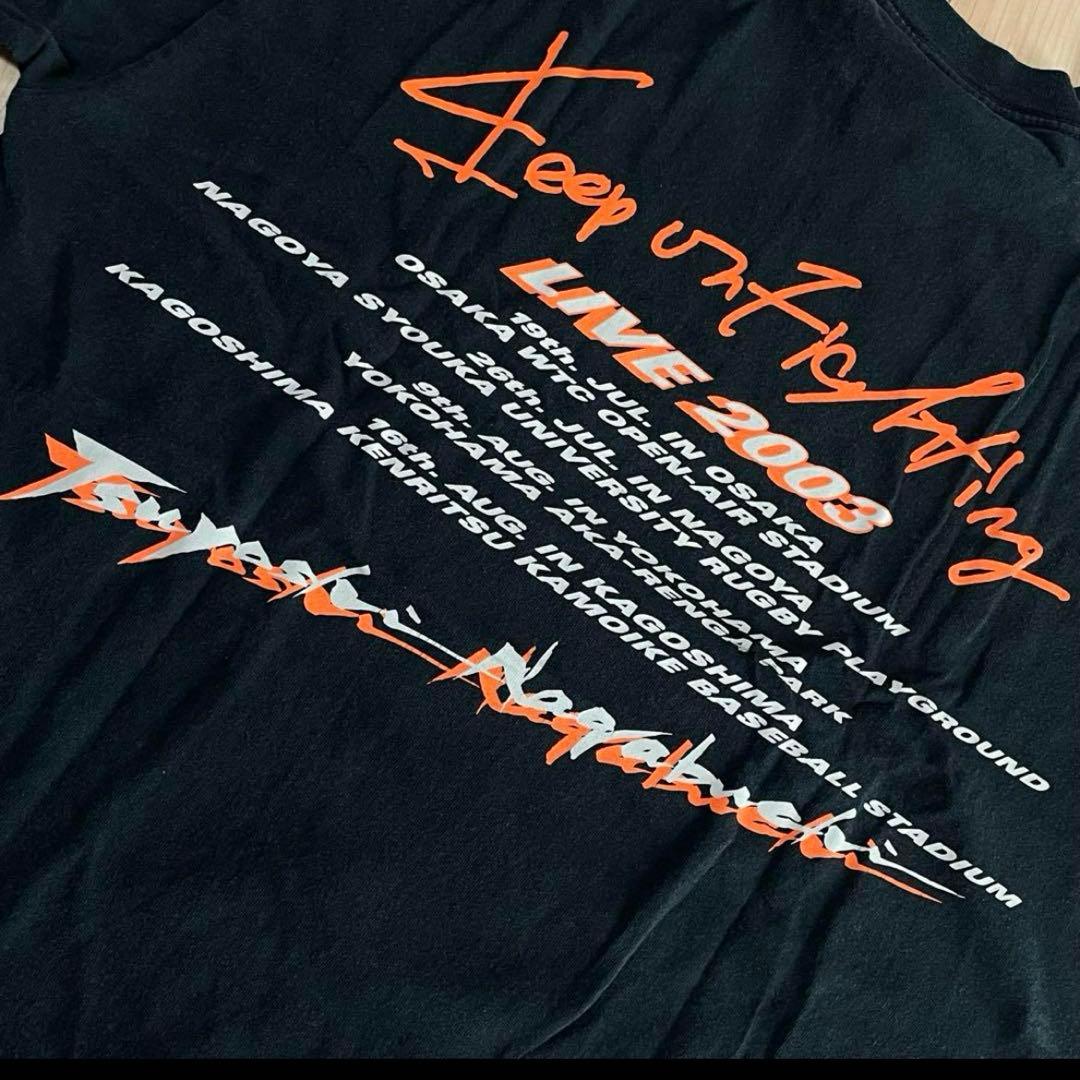 Keep on Fighting
LIVE 2003
19th. JUL. IN OSAKA
OSAKA WTC OPEN-AIR STADIUM
26th. JUL. IN NAGOYA
NAGOYA SYOUKA UNIVERSITY RUGBY PLAYGROUND
9th. AUG. IN YOKOHAMA
YOKOHAMA AKA-RENGA PARK
16th. AUG. IN KAGOSHIMA
KAGOSHIMA KENRITSU KAMOIKE BASEBALL STADIUM
Tsuyoshi Nagabuchi